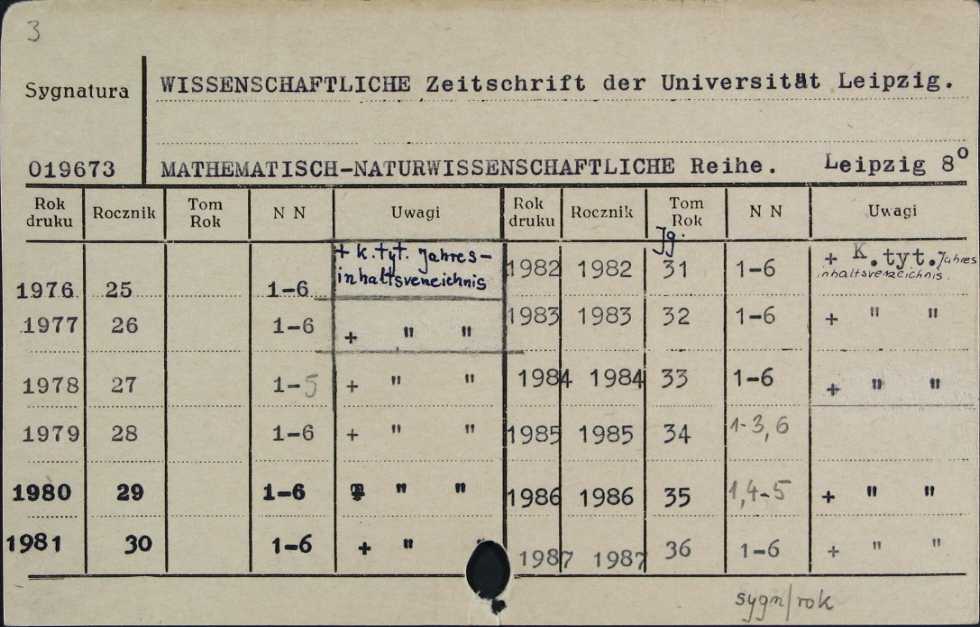 3
Sygnatura WISSENSCHAFTLICHE Zeitschrift der Universität Leipzig.
019673 MATHEMATISCH-NATURWISSENSCHAFTLICHE Reihe. Leipzig 8°
Rok druku Rocznik Tom Rok N N Uwagi Rok druku Rocznik Tom Rok N N Uwagi
Jg.
1976 25 1-6 + k.tyt. Jahres-inhaltsverzeichnis 1982 1982 31 1-6 + K.tyt. Jahres inhaltsverzeichnis.
1977 26 1-6 + " " 1983 1983 32 1-6 + " "
1978 27 1-5 + " " 1984 1984 33 1-6 + " "
1979 28 1-6 + " " 1985 1985 34 1-3,6
1980 29 1-6 + " " 1986 1986 35 1,4-5 + " "
1981 30 1-6 + " " 1987 1987 36 1-6 + " "
sygn/rok